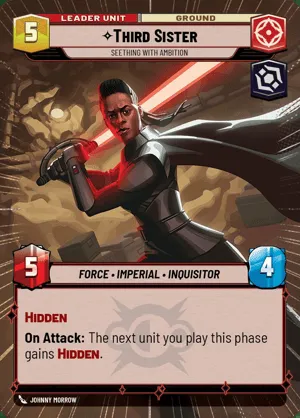 LEADER UNIT GROUND
5
✧THIRD SISTER
SEETHING WITH AMBITION
5
FORCE • IMPERIAL • INQUISITOR
4
HIDDEN
On Attack: The next unit you play this phase
gains HIDDEN.
JOHNNY MORROW